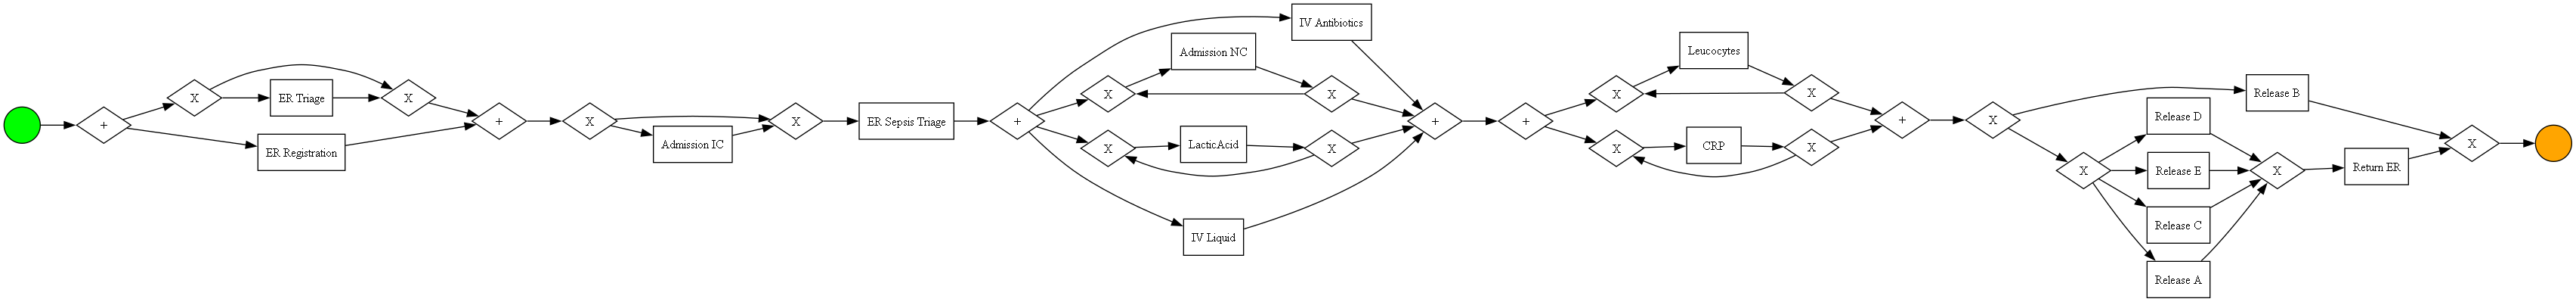 +
X
ER Triage
X
ER Registration
+
X
Admission IC
X
ER Sepsis Triage
+
IV Antibiotics
X
Admission NC
X
X
LacticAcid
X
IV Liquid
+
+
X
Leucocytes
X
X
CRP
X
+
X
Release B
X
Release D
Release E
Release C
Release A
X
Return ER
X